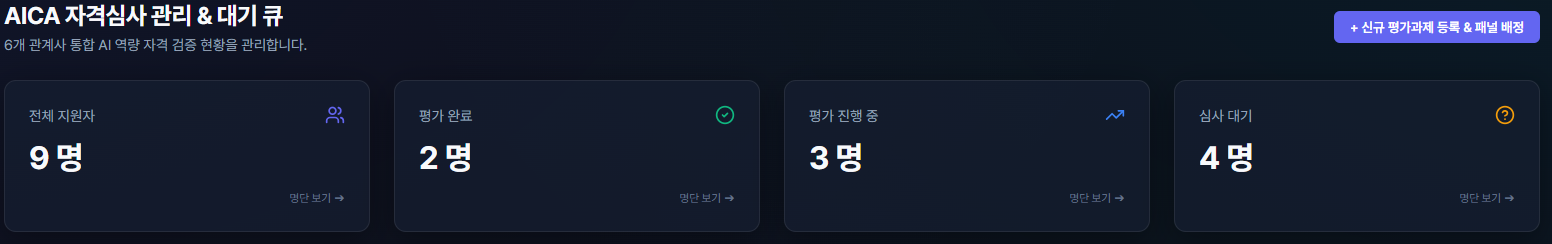 AICA 자격심사 관리 & 대기 큐
6개 관계사 통합 AI 역량 자격 검증 현황을 관리합니다.
+ 신규 평가과제 등록 & 패널 배정
전체 지원자
9 명
명단 보기 →
평가 완료
2 명
명단 보기 →
평가 진행 중
3 명
명단 보기 →
심사 대기
4 명
명단 보기 →